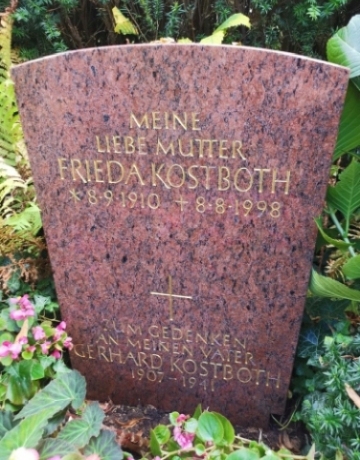 MEINE
LIEBE MUTTER
FRIEDA KOSTBOTH
* 8·9·1910 + 8·8·1998
ZUM GEDENKEN
AN MEINEN VATER
GERHARD KOSTBOTH
1907-1941